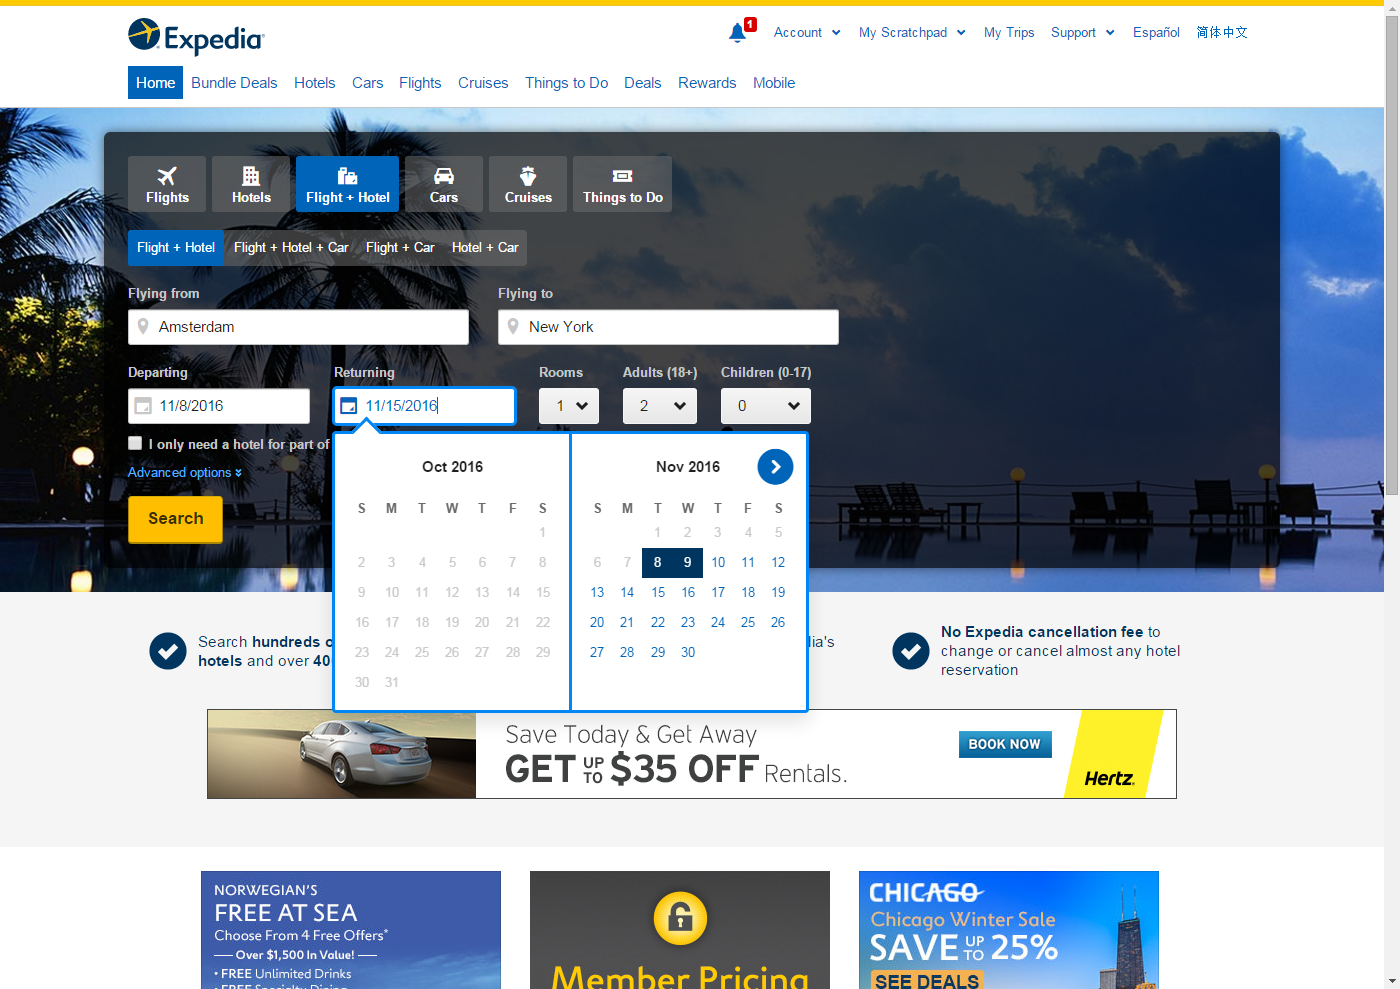 Expedia
1
Account
My Scratchpad
My Trips
Support
Español
简体中文
Home
Bundle Deals
Hotels
Cars
Flights
Cruises
Things to Do
Deals
Rewards
Mobile
Flights
Hotels
Flight + Hotel
Cars
Cruises
Things to Do
Flight + Hotel
Flight + Hotel + Car
Flight + Car
Hotel + Car
Flying from
Flying to
Amsterdam
New York
Departing
Returning
Rooms
Adults (18+)
Children (0-17)
11/8/2016
11/15/2016
1
2
0
I only need a hotel for part of
Advanced options
Search
Oct 2016
S M T W T F S
1
2 3 4 5 6 7 8
9 10 11 12 13 14 15
16 17 18 19 20 21 22
23 24 25 26 27 28 29
30 31
Nov 2016
S M T W T F S
1 2 3 4 5
6 7 8 9 10 11 12
13 14 15 16 17 18 19
20 21 22 23 24 25 26
27 28 29 30
Search hundreds
hotels and over
No Expedia cancellation fee to
change or cancel almost any hotel
reservation
Save Today & Get Away
GET UP TO $35 OFF Rentals.
BOOK NOW
Hertz.
NORWEGIAN'S
FREE AT SEA
Choose From 4 Free Offers*
Over $1,500 In Value!
• FREE Unlimited Drinks
• FREE Specialty Dining
Member Pricing
CHICAGO
Chicago Winter Sale
SAVE UP TO 25%
SEE DEALS